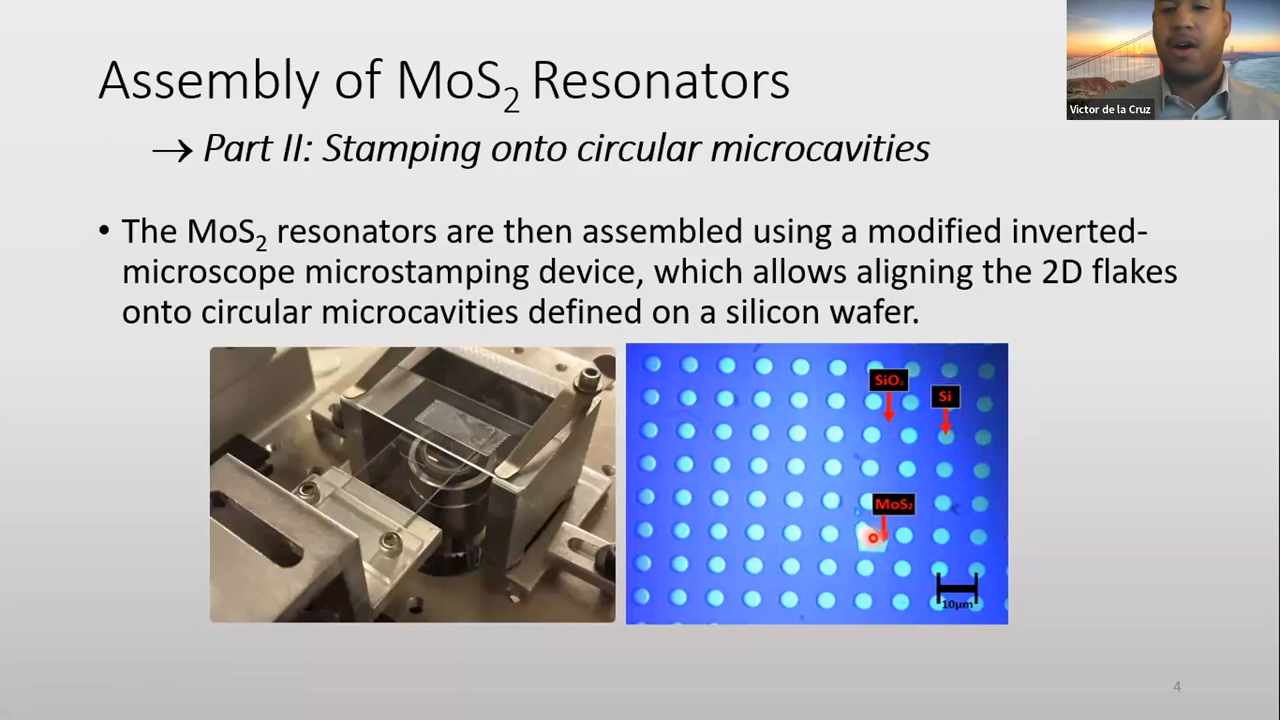 Assembly of MoS₂ Resonators
→ Part II: Stamping onto circular microcavities
• The MoS₂ resonators are then assembled using a modified inverted-
microscope microstamping device, which allows aligning the 2D flakes
onto circular microcavities defined on a silicon wafer.
SiO₂
Si
MoS₂
10μm
Victor de la Cruz
4